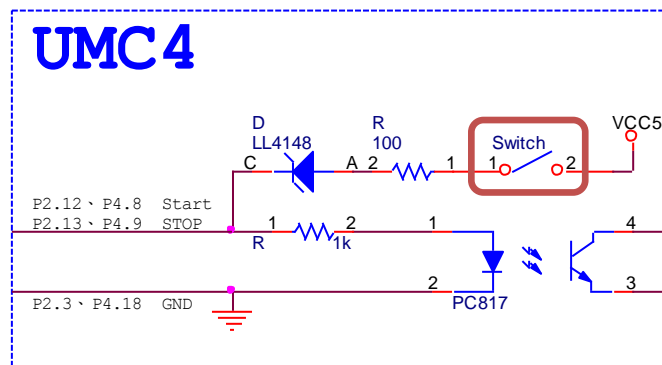 UMC4
D
LL4148
R
100
Switch
VCC5
C
A
2
1
1
2
P2.12、P4.8 Start
P2.13、P4.9 STOP
1
2
R
1k
1
4
2
3
PC817
P2.3、P4.18 GND